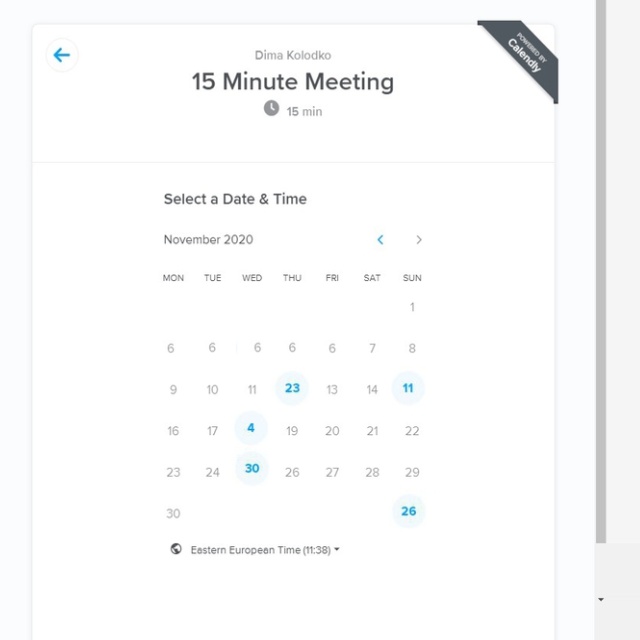 Dima Kolodko
POWERED BY
Calendly
15 Minute Meeting
15 min
Select a Date & Time
November 2020
MON TUE WED THU FRI SAT SUN
1
6 6 6 6 6 7 8
9 10 11 23 13 14 11
16 17 4 19 20 21 22
23 24 30 26 27 28 29
30 26
Eastern European Time (11:38)